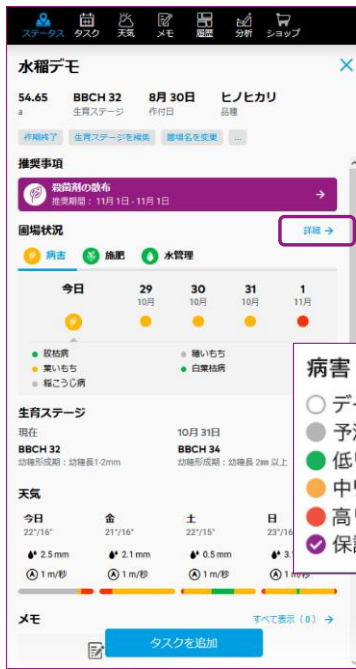 ステータス タスク 天気 メモ 履歴 分析 ショップ
水稲デモ
54.65 BBCH 32 8月 30日 ヒノヒカリ
a 生育ステージ 作付日 品種
作期終了 生育ステージを編集 圃場名を変更 ...
推奨事項
殺菌剤の散布
推奨期間： 11月 1日 - 11月 1日
圃場状況 詳細 →
病害 施肥 水管理
今日 29 30 31 1
10月 10月 10月 11月
紋枯病 穂いもち
葉いもち 白葉枯病
稲こうじ病
病害
デー
予測
低リ
中リ
高リ
保護
生育ステージ
現在 10月 31日
BBCH 32 BBCH 34
幼穂形成期：幼穂長1-2mm 幼穂形成期：幼穂長 2㎜ 以上
天気
今日 金 土 日
22°/16° 21°/16° 22°/15° 23°/16
2.5 mm 2.1 mm 0.5 mm 3.
1 m/秒 1 m/秒 1 m/秒 1 m/秒
メモ すべて表示（0） →
タスクを追加